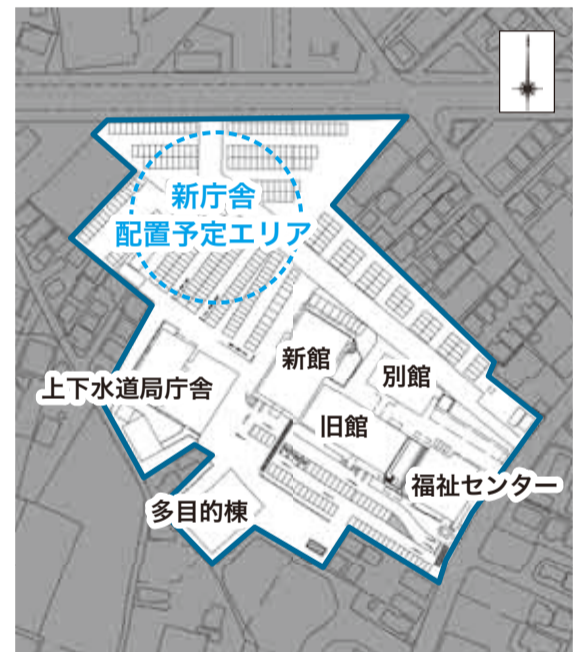 新庁舎
配置予定エリア
新館
別館
上下水道局庁舎
旧館
福祉センター
多目的棟